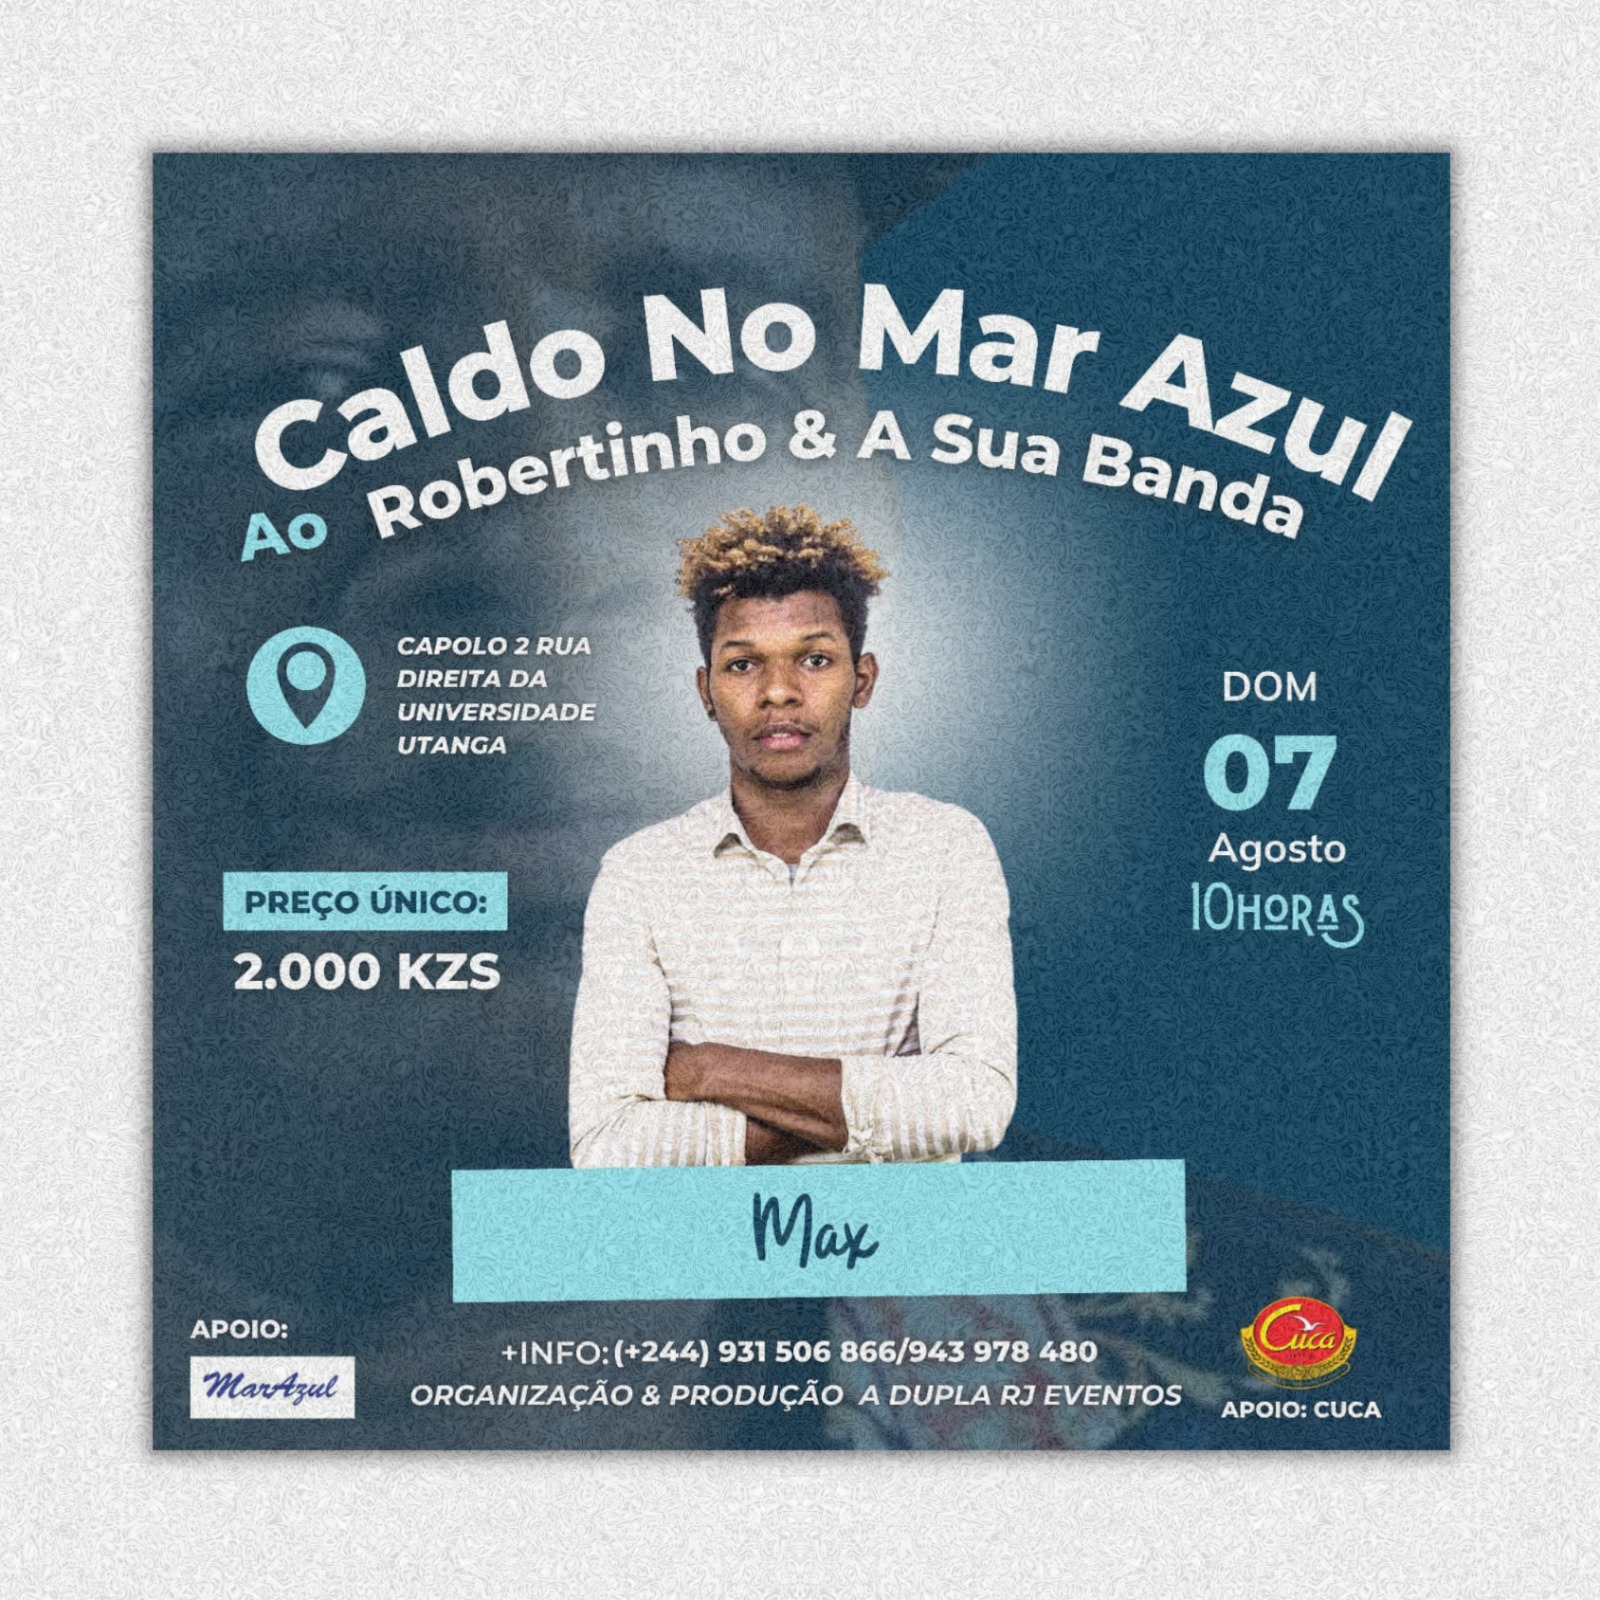 Caldo No Mar Azul
Ao Robertinho & A Sua Banda
CAPOLO 2 RUA
DIREITA DA
UNIVERSIDADE
UTANGA
DOM
07
Agosto
10HORAS
PREÇO ÚNICO:
2.000 KZS
Max
APOIO:
MarAzul
+INFO: (+244) 931 506 866/943 978 480
ORGANIZAÇÃO & PRODUÇÃO A DUPLA RJ EVENTOS
Cuca
APOIO: CUCA